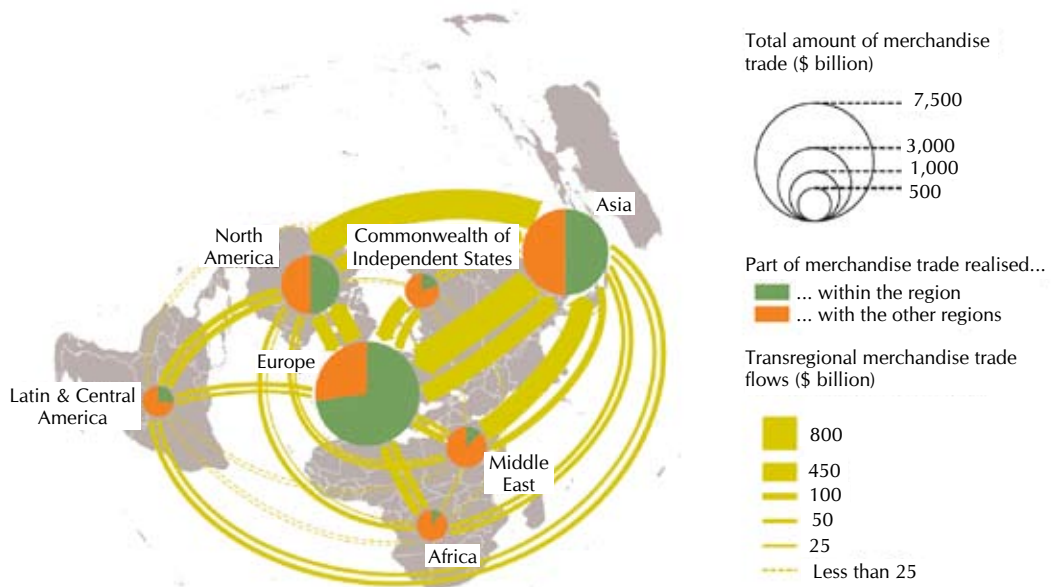 Asia
North
America
Commonwealth of
Independent States
Europe
Latin & Central
America
Middle
East
Africa
Total amount of merchandise
trade ($ billion)
7,500
3,000
1,000
500
Part of merchandise trade realised...
... within the region
... with the other regions
Transregional merchandise trade
flows ($ billion)
800
450
100
50
25
Less than 25